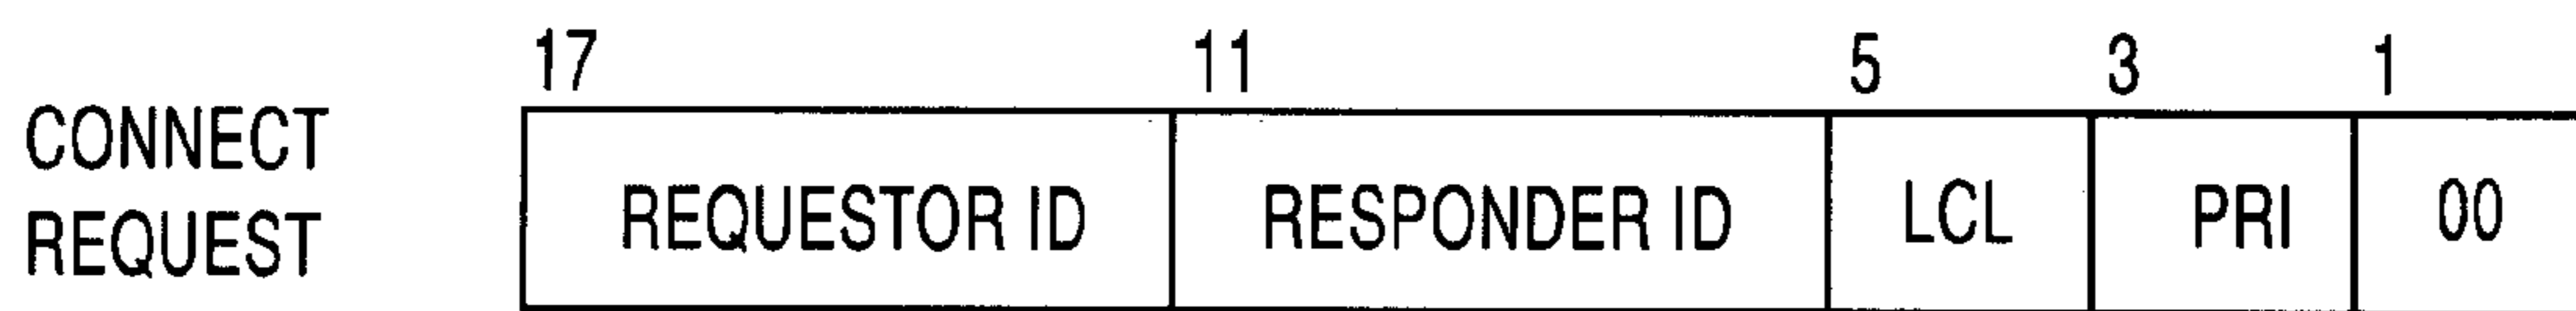 17 11 5 3 1
CONNECT
REQUEST
REQUESTOR ID RESPONDER ID LCL PRI 00